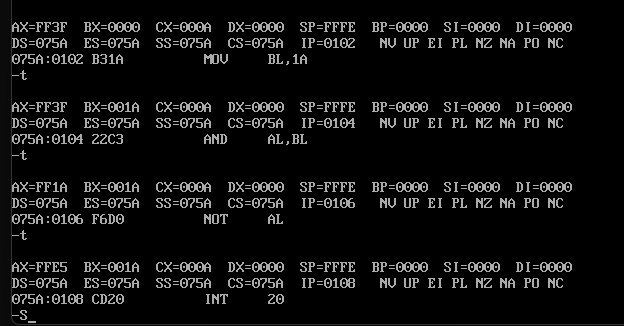 AX=FF3F  BX=0000  CX=000A  DX=0000  SP=FFFE  BP=0000  SI=0000  DI=0000
DS=075A  ES=075A  SS=075A  CS=075A  IP=0102   NV UP EI PL NZ NA PO NC
075A:0102 B31A          MOV     BL,1A
-t
AX=FF3F  BX=001A  CX=000A  DX=0000  SP=FFFE  BP=0000  SI=0000  DI=0000
DS=075A  ES=075A  SS=075A  CS=075A  IP=0104   NV UP EI PL NZ NA PO NC
075A:0104 22C3          AND     AL,BL
-t
AX=FF1A  BX=001A  CX=000A  DX=0000  SP=FFFE  BP=0000  SI=0000  DI=0000
DS=075A  ES=075A  SS=075A  CS=075A  IP=0106   NV UP EI PL NZ NA PO NC
075A:0106 F6D0          NOT     AL
-t
AX=FFE5  BX=001A  CX=000A  DX=0000  SP=FFFE  BP=0000  SI=0000  DI=0000
DS=075A  ES=075A  SS=075A  CS=075A  IP=0108   NV UP EI PL NZ NA PO NC
075A:0108 CD20          INT     20
-S_